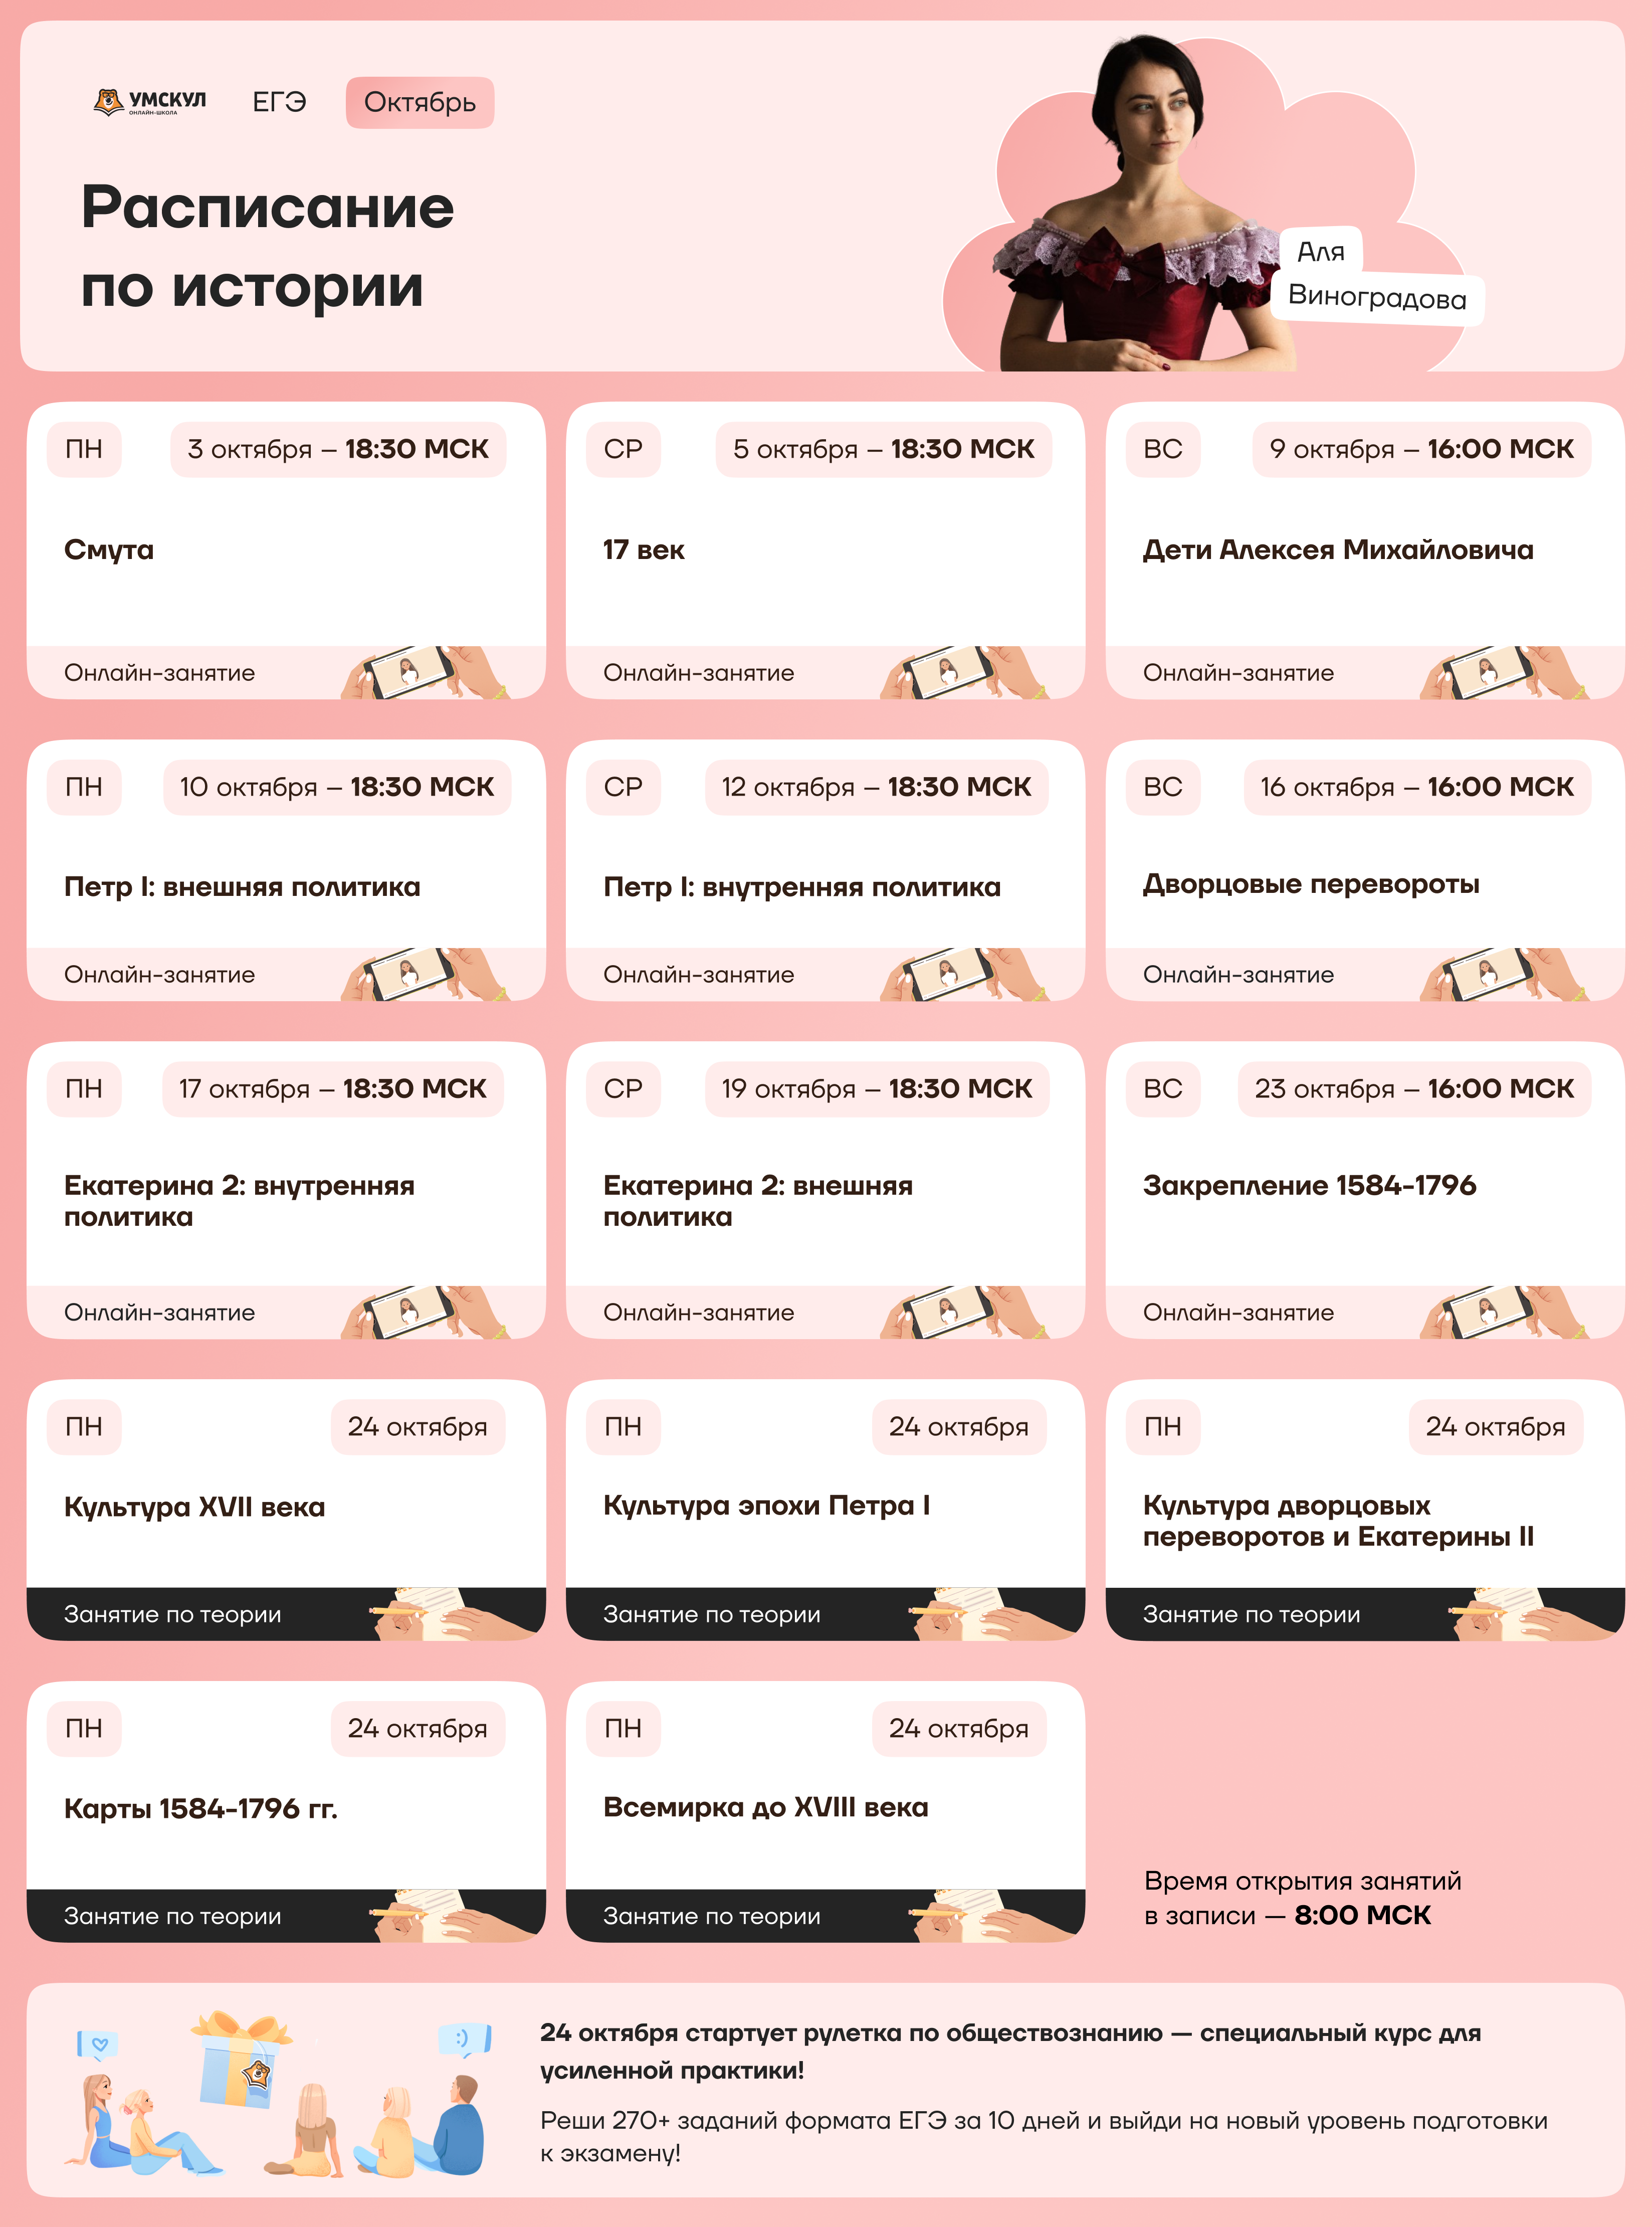 УМСКУЛ
ОНЛАЙН-ШКОЛА
ЕГЭ
Октябрь
Расписание
по истории
Аля
Виноградова
ПН
3 октября – 18:30 МСК
Смута
Онлайн-занятие
СР
5 октября – 18:30 МСК
17 век
Онлайн-занятие
ВС
9 октября – 16:00 МСК
Дети Алексея Михайловича
Онлайн-занятие
ПН
10 октября – 18:30 МСК
Петр I: внешняя политика
Онлайн-занятие
СР
12 октября – 18:30 МСК
Петр I: внутренняя политика
Онлайн-занятие
ВС
16 октября – 16:00 МСК
Дворцовые перевороты
Онлайн-занятие
ПН
17 октября – 18:30 МСК
Екатерина 2: внутренняя
политика
Онлайн-занятие
СР
19 октября – 18:30 МСК
Екатерина 2: внешняя
политика
Онлайн-занятие
ВС
23 октября – 16:00 МСК
Закрепление 1584-1796
Онлайн-занятие
ПН
24 октября
Культура XVII века
Занятие по теории
ПН
24 октября
Культура эпохи Петра I
Занятие по теории
ПН
24 октября
Культура дворцовых
переворотов и Екатерины II
Занятие по теории
ПН
24 октября
Карты 1584-1796 гг.
Занятие по теории
ПН
24 октября
Всемирка до XVIII века
Занятие по теории
Время открытия занятий
в записи — 8:00 МСК
:)
24 октября стартует рулетка по обществознанию — специальный курс для
усиленной практики!
Реши 270+ заданий формата ЕГЭ за 10 дней и выйди на новый уровень подготовки
к экзамену!